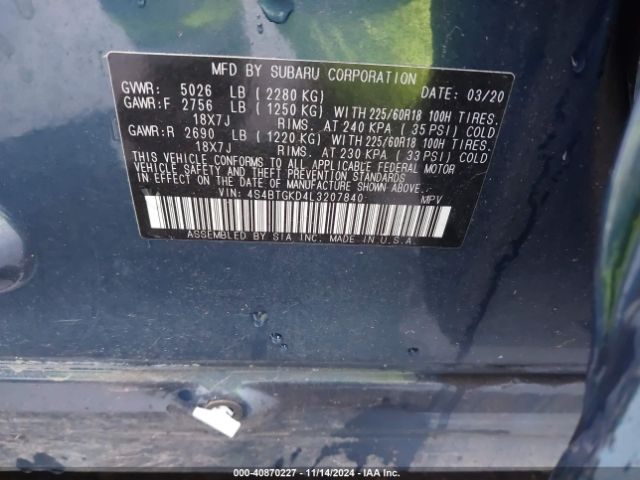 MFD BY SUBARU CORPORATION
GVWR: 5026 LB ( 2280 KG) DATE: 03/20
GAWR:F 2756 LB ( 1250 KG) WITH 225/60R18 100H TIRES.
18X7J RIMS. AT 240 KPA ( 35 PSI) COLD
GAWR:R 2690 LB ( 1220 KG) WITH 225/60R18 100H TIRES.
18X7J RIMS. AT 230 KPA ( 33 PSI) COLD
THIS VEHICLE CONFORMS TO ALL APPLICABLE FEDERAL MOTOR
VEHICLE SAFETY, BUMPER, AND THEFT PREVENTION STANDARDS
IN EFFECT ON THE DATE OF MANUFACTURE SHOWN ABOVE.
VIN: 4S4BTGKD4L3207840 MPV
ASSEMBLED BY SIA INC. MADE IN U.S.A.
000-40870227 - 11/14/2024 - IAA Inc.